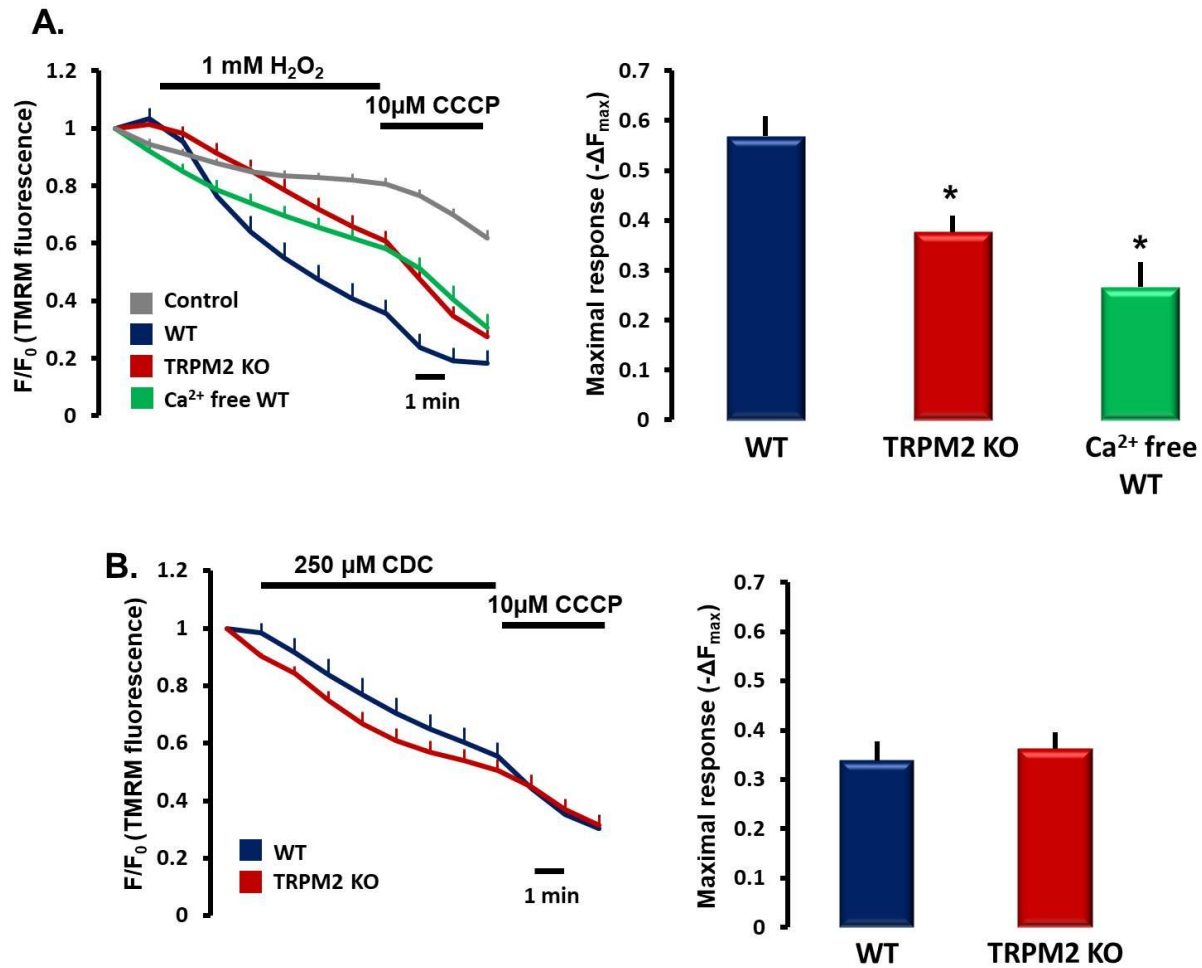 A.
1 mM H₂O₂
10µM CCCP
F/F₀ (TMRM fluorescence)
1.2
1
0.8
0.6
0.4
0.2
0
Control
WT
TRPM2 KO
Ca²⁺ free WT
1 min
Maximal response (-ΔFmax)
0.7
0.6
0.5
0.4
0.3
0.2
0.1
0
*
*
WT
TRPM2 KO
Ca²⁺ free
WT
B.
250 µM CDC
10µM CCCP
F/F₀ (TMRM fluorescence)
1.2
1
0.8
0.6
0.4
0.2
0
WT
TRPM2 KO
1 min
Maximal response (-ΔFmax)
0.7
0.6
0.5
0.4
0.3
0.2
0.1
0
WT
TRPM2 KO